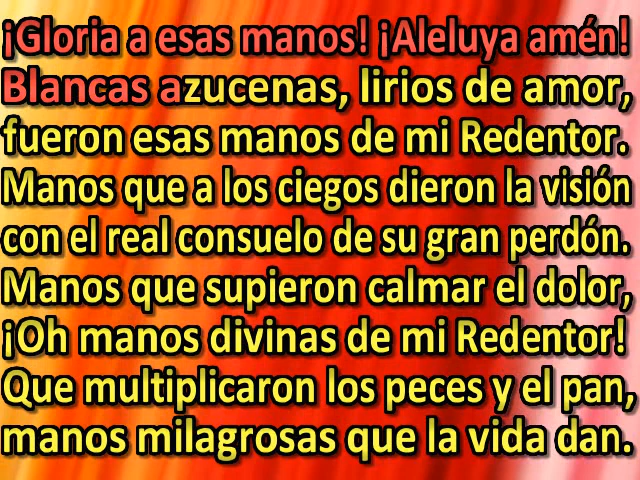 ¡Gloria a esas manos! ¡Aleluya amén!
Blancas azucenas, lirios de amor,
fueron esas manos de mi Redentor.
Manos que a los ciegos dieron la visión
con el real consuelo de su gran perdón.
Manos que supieron calmar el dolor,
¡Oh manos divinas de mi Redentor!
Que multiplicaron los peces y el pan,
manos milagrosas que la vida dan.